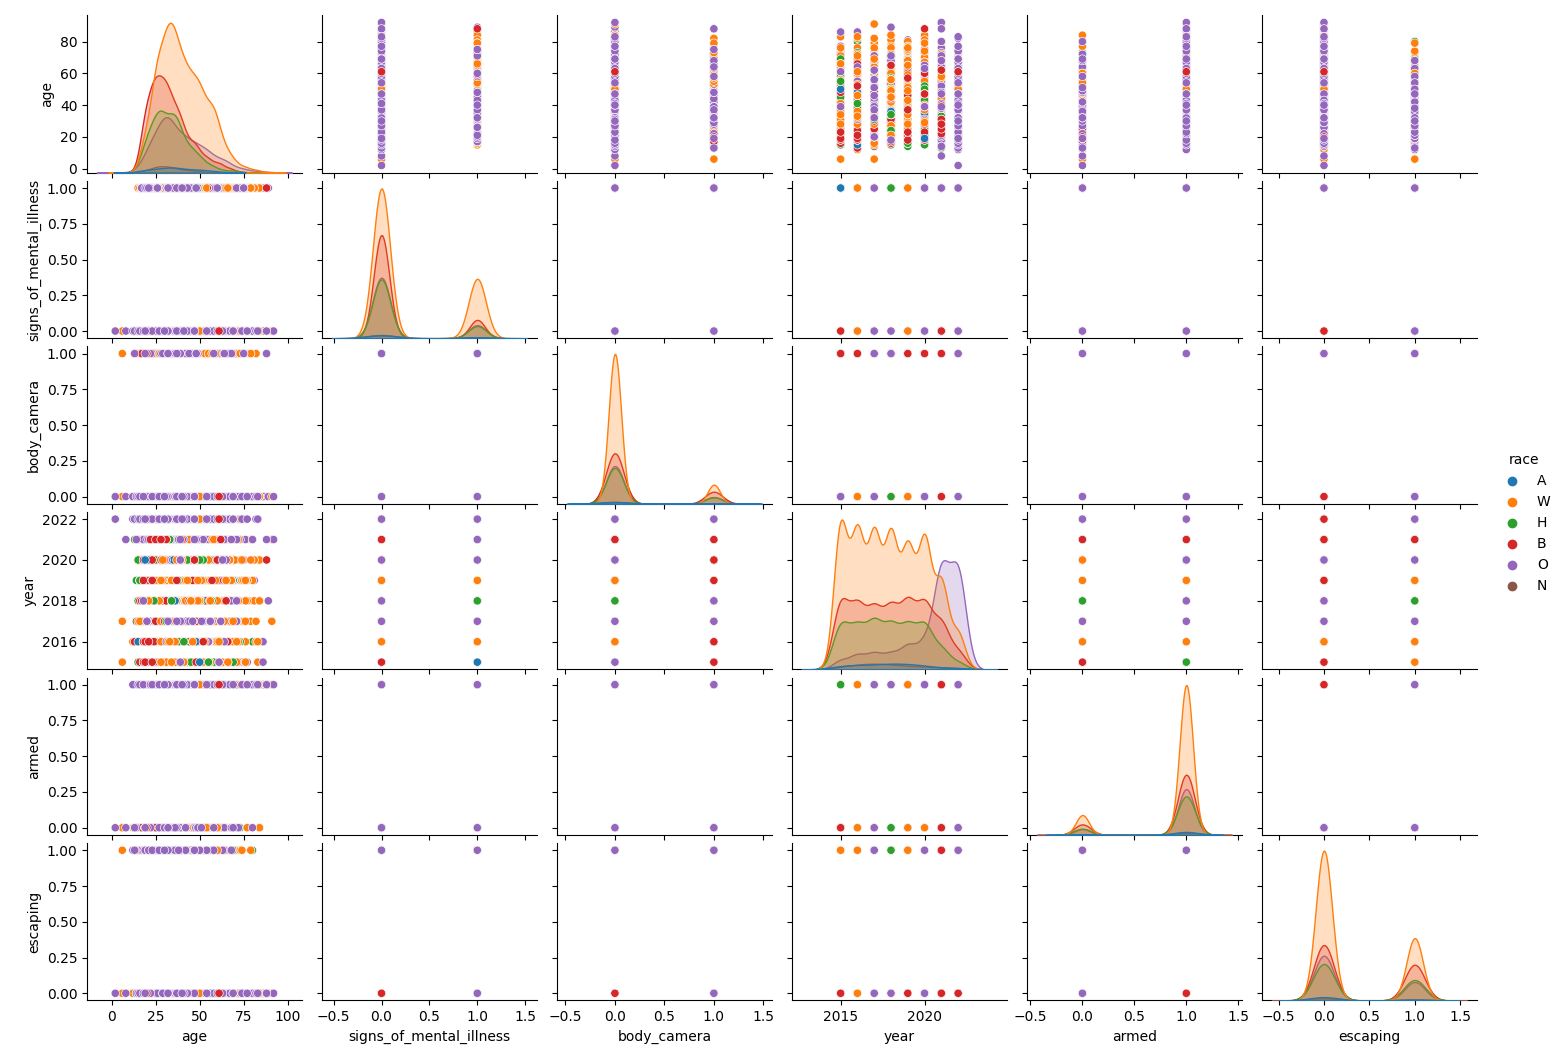 age
80
60
40
20
0
signs_of_mental_illness
1.00
0.75
0.50
0.25
0.00
body_camera
1.00
0.75
0.50
0.25
0.00
race
A
W
H
B
O
N
year
2022
2020
2018
2016
armed
1.00
0.75
0.50
0.25
0.00
escaping
1.00
0.75
0.50
0.25
0.00
0 25 50 75 100 −0.5 0.0 0.5 1.0 1.5 −0.5 0.0 0.5 1.0 1.5 2015 2020 −0.5 0.0 0.5 1.0 1.5 −0.5 0.0 0.5 1.0 1.5
age signs_of_mental_illness body_camera year armed escaping